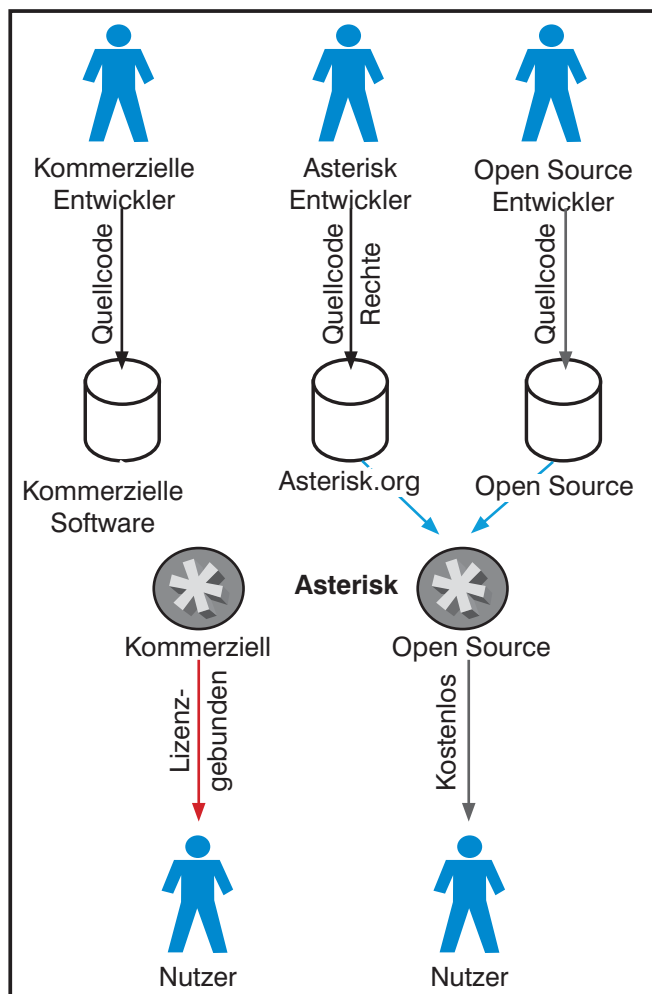 Kommerzielle
Entwickler
Asterisk
Entwickler
Open Source
Entwickler
Quellcode
Quellcode
Rechte
Quellcode
Kommerzielle
Software
Asterisk.org
Open Source
Asterisk
Kommerziell
Open Source
Lizenz-
gebunden
Kostenlos
Nutzer
Nutzer